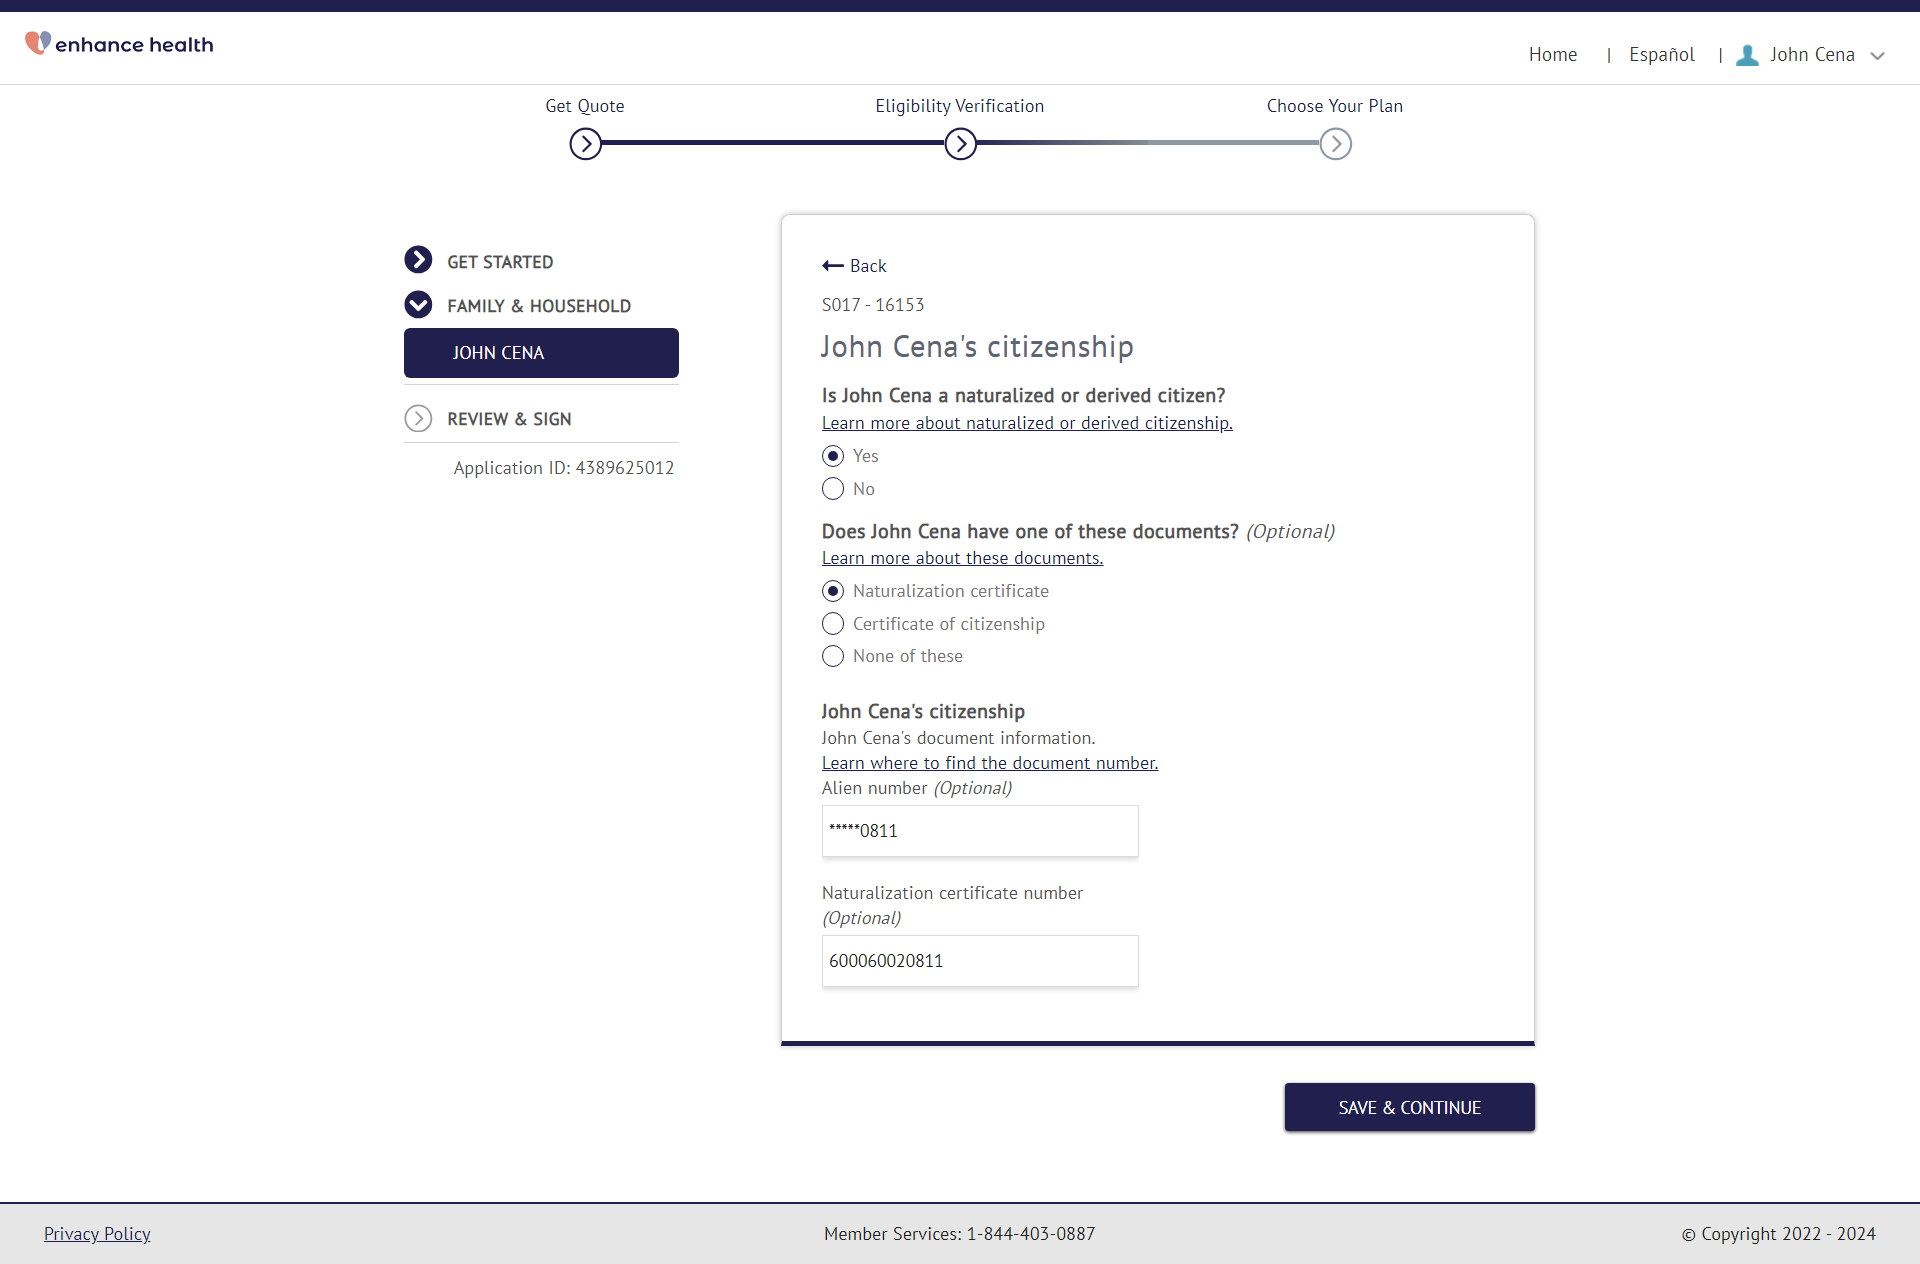 enhance health
Home | Español | John Cena
Get Quote
Eligibility Verification
Choose Your Plan
GET STARTED
FAMILY & HOUSEHOLD
JOHN CENA
REVIEW & SIGN
Application ID: 4389625012
Back
S017 - 16153
John Cena's citizenship
Is John Cena a naturalized or derived citizen?
Learn more about naturalized or derived citizenship.
Yes
No
Does John Cena have one of these documents? (Optional)
Learn more about these documents.
Naturalization certificate
Certificate of citizenship
None of these
John Cena's citizenship
John Cena's document information.
Learn where to find the document number.
Alien number (Optional)
*****0811
Naturalization certificate number
(Optional)
600060020811
SAVE & CONTINUE
Privacy Policy
Member Services: 1-844-403-0887
© Copyright 2022 - 2024